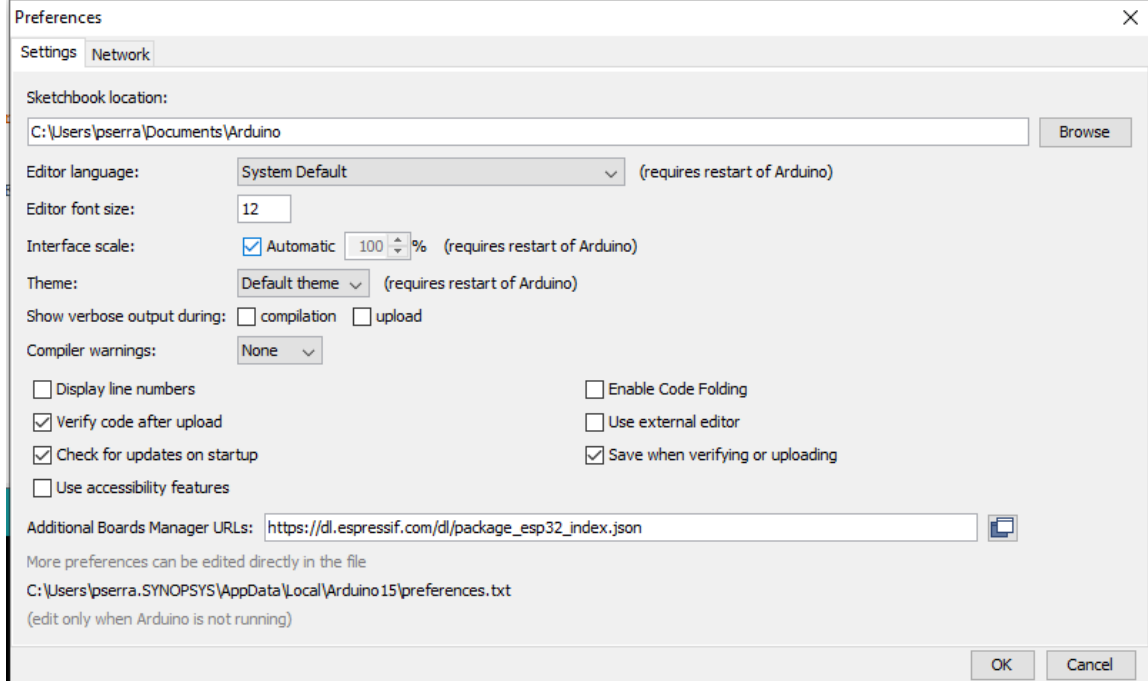 Preferences
Settings Network
Sketchbook location:
C:\Users\pserra\Documents\Arduino Browse
Editor language: System Default (requires restart of Arduino)
Editor font size: 12
Interface scale: Automatic 100 % (requires restart of Arduino)
Theme: Default theme (requires restart of Arduino)
Show verbose output during: compilation upload
Compiler warnings: None
Display line numbers Enable Code Folding
Verify code after upload Use external editor
Check for updates on startup Save when verifying or uploading
Use accessibility features
Additional Boards Manager URLs: https://dl.espressif.com/dl/package_esp32_index.json
More preferences can be edited directly in the file
C:\Users\pserra.SYNOPSYS\AppData\Local\Arduino15\preferences.txt
(edit only when Arduino is not running)
OK Cancel